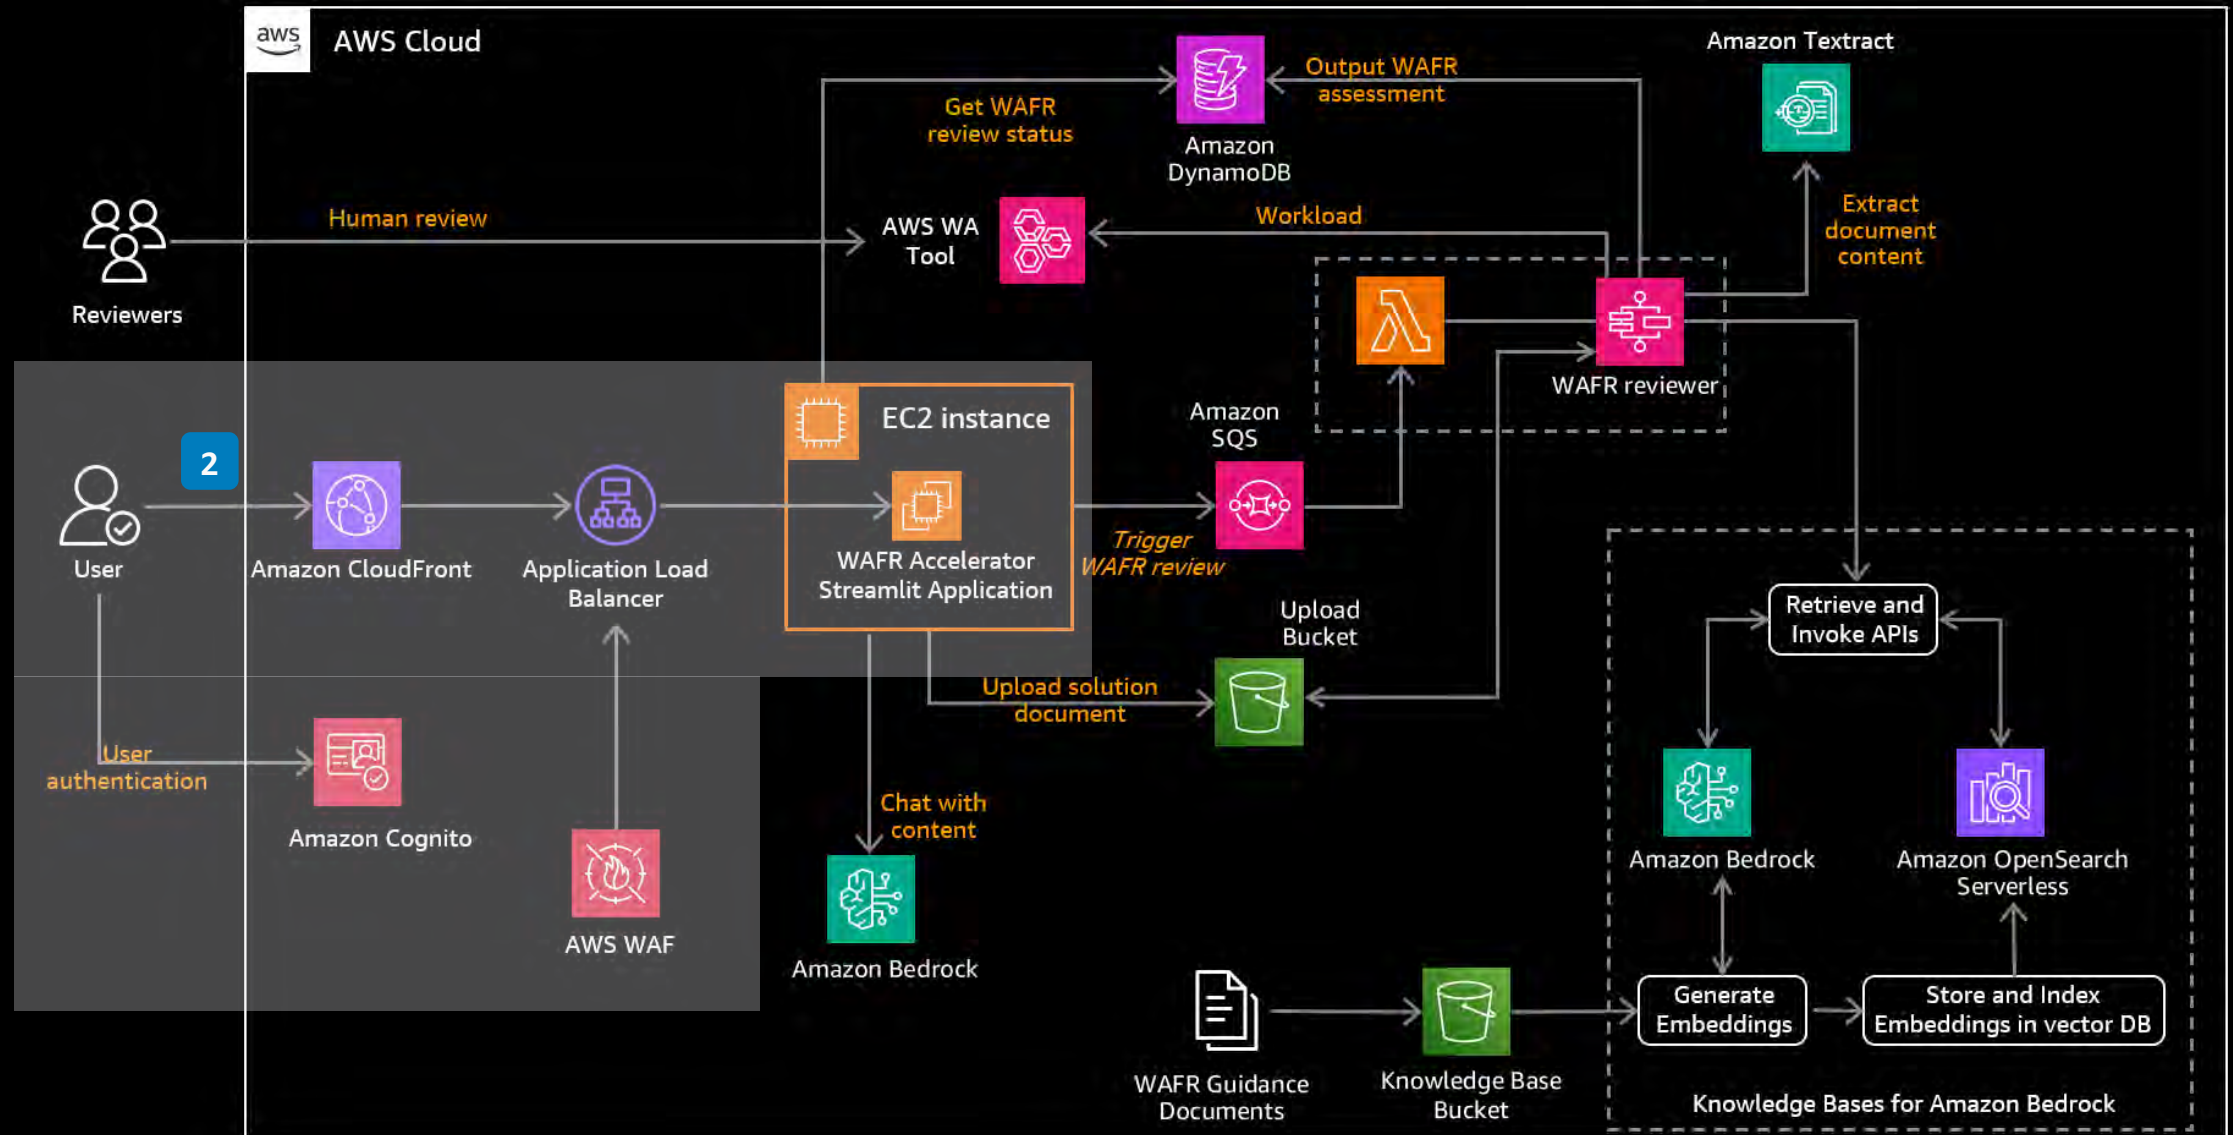 aws
AWS Cloud
Amazon Textract
Output WAFR
assessment
Get WAFR
review status
Amazon
DynamoDB
Human review
AWS WA
Tool
Workload
Extract
document
content
Reviewers
WAFR reviewer
EC2 instance
Amazon
SQS
2
Trigger
WAFR review
User
Amazon CloudFront
Application Load
Balancer
WAFR Accelerator
Streamlit Application
Upload
Bucket
Retrieve and
Invoke APIs
Upload solution
document
User
authentication
Chat with
content
Amazon Cognito
AWS WAF
Amazon Bedrock
Amazon Bedrock
Amazon OpenSearch
Serverless
Generate
Embeddings
Store and Index
Embeddings in vector DB
WAFR Guidance
Documents
Knowledge Base
Bucket
Knowledge Bases for Amazon Bedrock